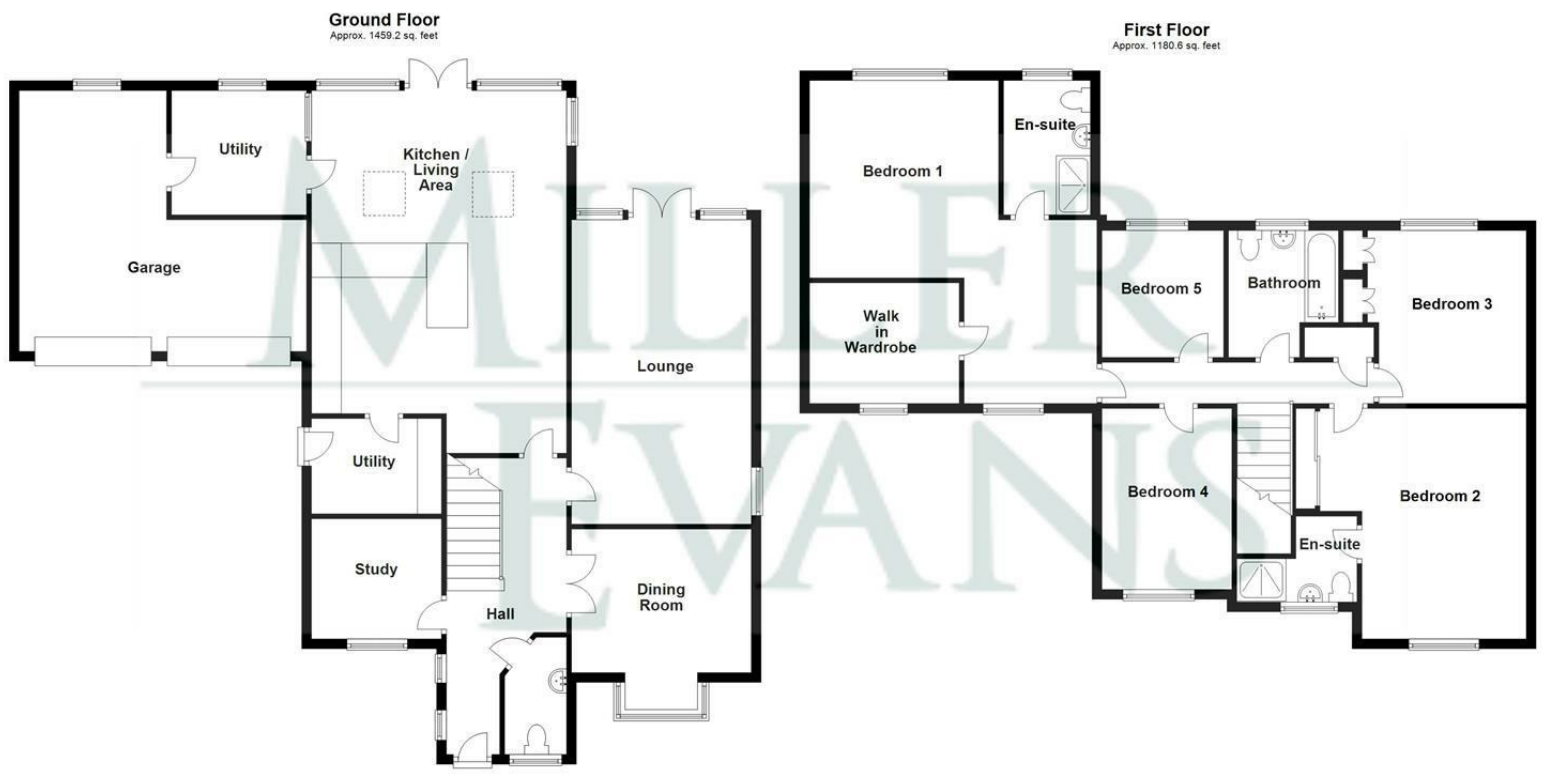 Ground Floor
Approx. 1459.2 sq. feet
Utility
Kitchen /
Living
Area
Garage
Lounge
Utility
Study
Hall
Dining
Room
First Floor
Approx. 1180.6 sq. feet
En-suite
Bedroom 1
Bedroom 5
Bathroom
Bedroom 3
Walk
in
Wardrobe
Bedroom 4
Bedroom 2
En-suite
MILLER
EVANS